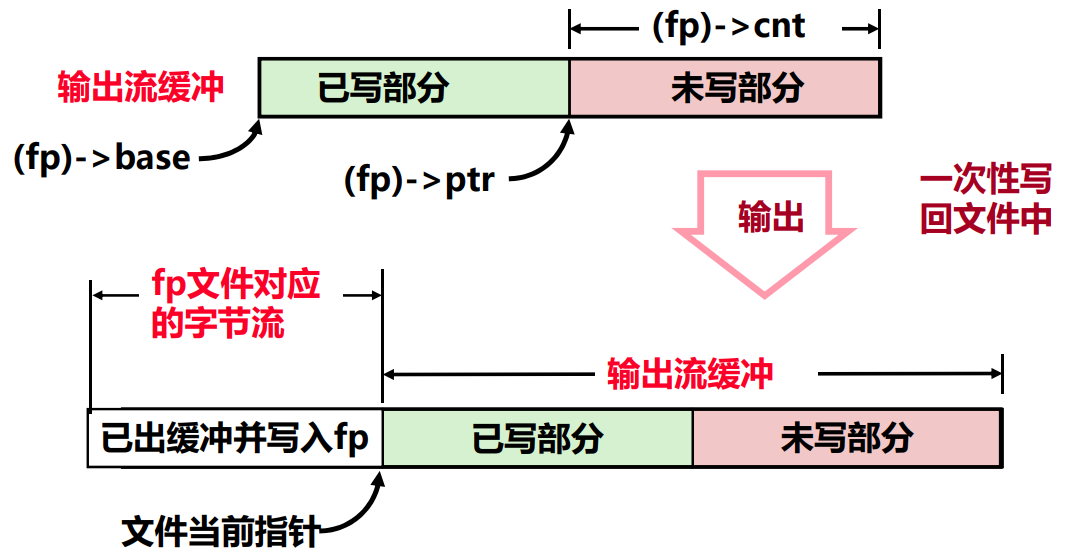 (fp)->cnt
输出流缓冲
已写部分
未写部分
(fp)->base
(fp)->ptr
输出
一次性写
回文件中
fp文件对应
的字节流
输出流缓冲
已出缓冲并写入fp
已写部分
未写部分
文件当前指针